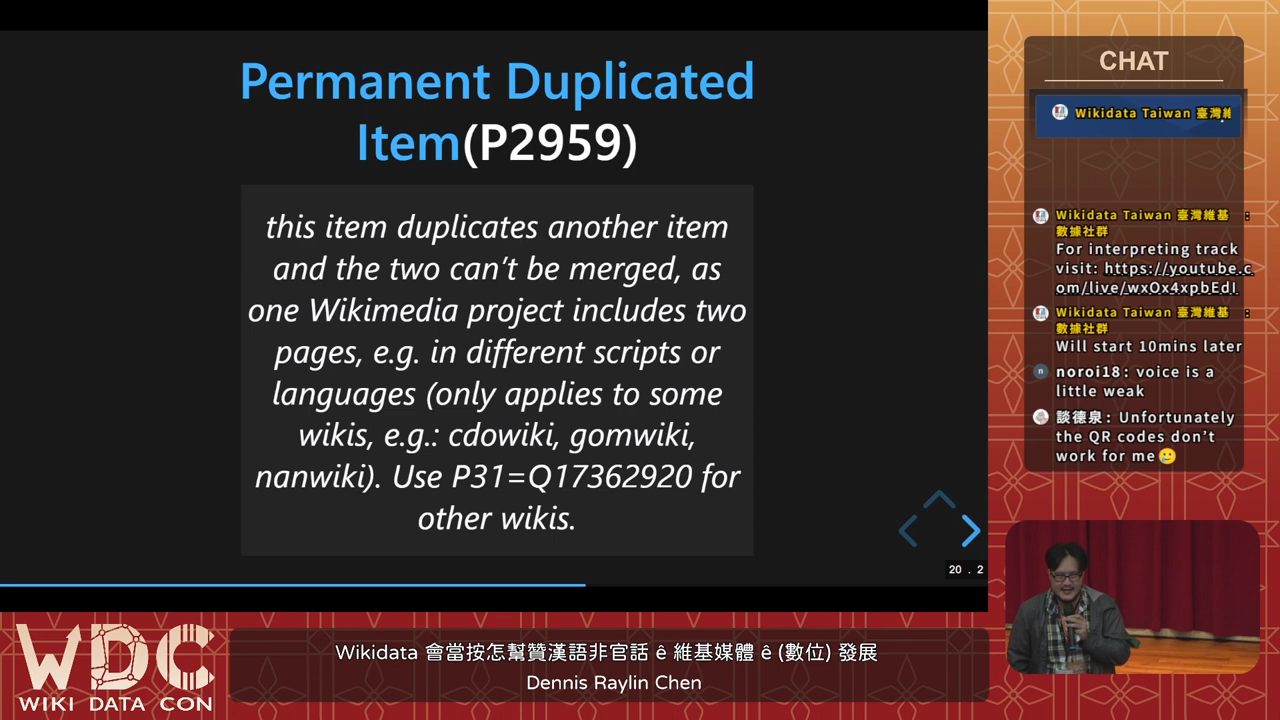 Permanent Duplicated
Item(P2959)
this item duplicates another item
and the two can't be merged, as
one Wikimedia project includes two
pages, e.g. in different scripts or
languages (only applies to some
wikis, e.g.: cdowiki, gomwiki,
nanwiki). Use P31=Q17362920 for
other wikis.
20 . 2
CHAT
Wikidata Taiwan 臺灣維
Wikidata Taiwan 臺灣維基
數據社群 :
For interpreting track
visit: https://youtube.c
om/live/wxOx4xpbEdI
Wikidata Taiwan 臺灣維基
數據社群 :
Will start 10mins later
n
noroi18: voice is a
little weak
談德泉: Unfortunately
the QR codes don't
work for me🥲
WDC
WIKI DATA CON
Wikidata 會當按怎幫贊漢語非官話 ê 維基媒體 ê (數位) 發展
Dennis Raylin Chen